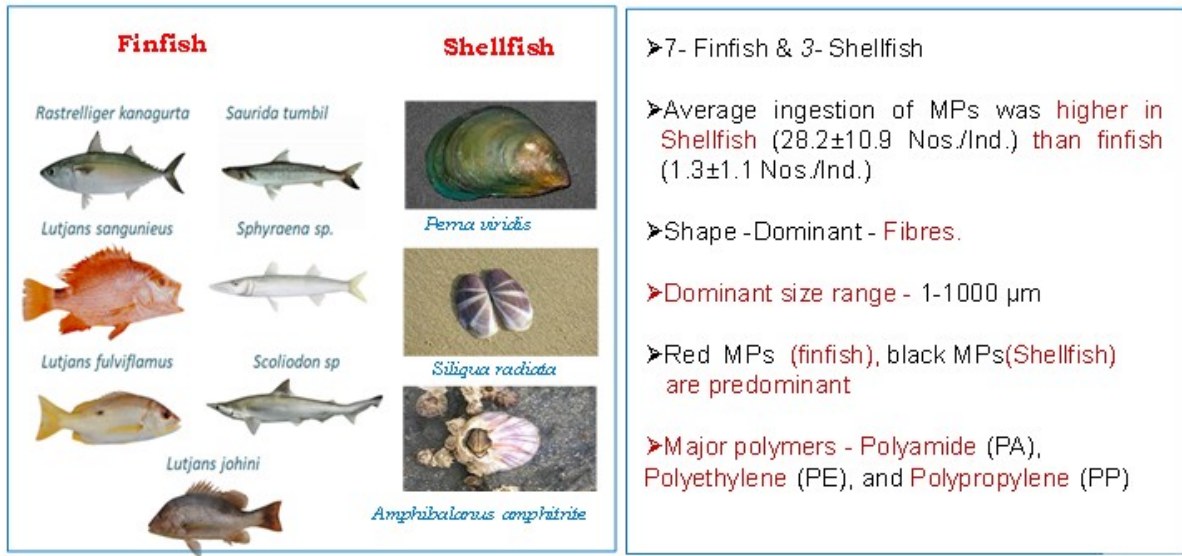 Finfish
Shellfish
Rastrelliger kanagurta
Saurida tumbil
Lutjans sangunieus
Sphyraena sp.
Lutjans fulviflamus
Scoliodon sp
Lutjans johini
Perna viridis
Siliqua radiata
Amphibalanus amphitrite
➤7- Finfish & 3- Shellfish
➤Average ingestion of MPs was higher in
Shellfish (28.2±10.9 Nos./Ind.) than finfish
(1.3±1.1 Nos./Ind.)
➤Shape -Dominant - Fibres.
➤Dominant size range - 1-1000 µm
➤Red MPs (finfish), black MPs(Shellfish)
are predominant
➤Major polymers - Polyamide (PA),
Polyethylene (PE), and Polypropylene (PP)